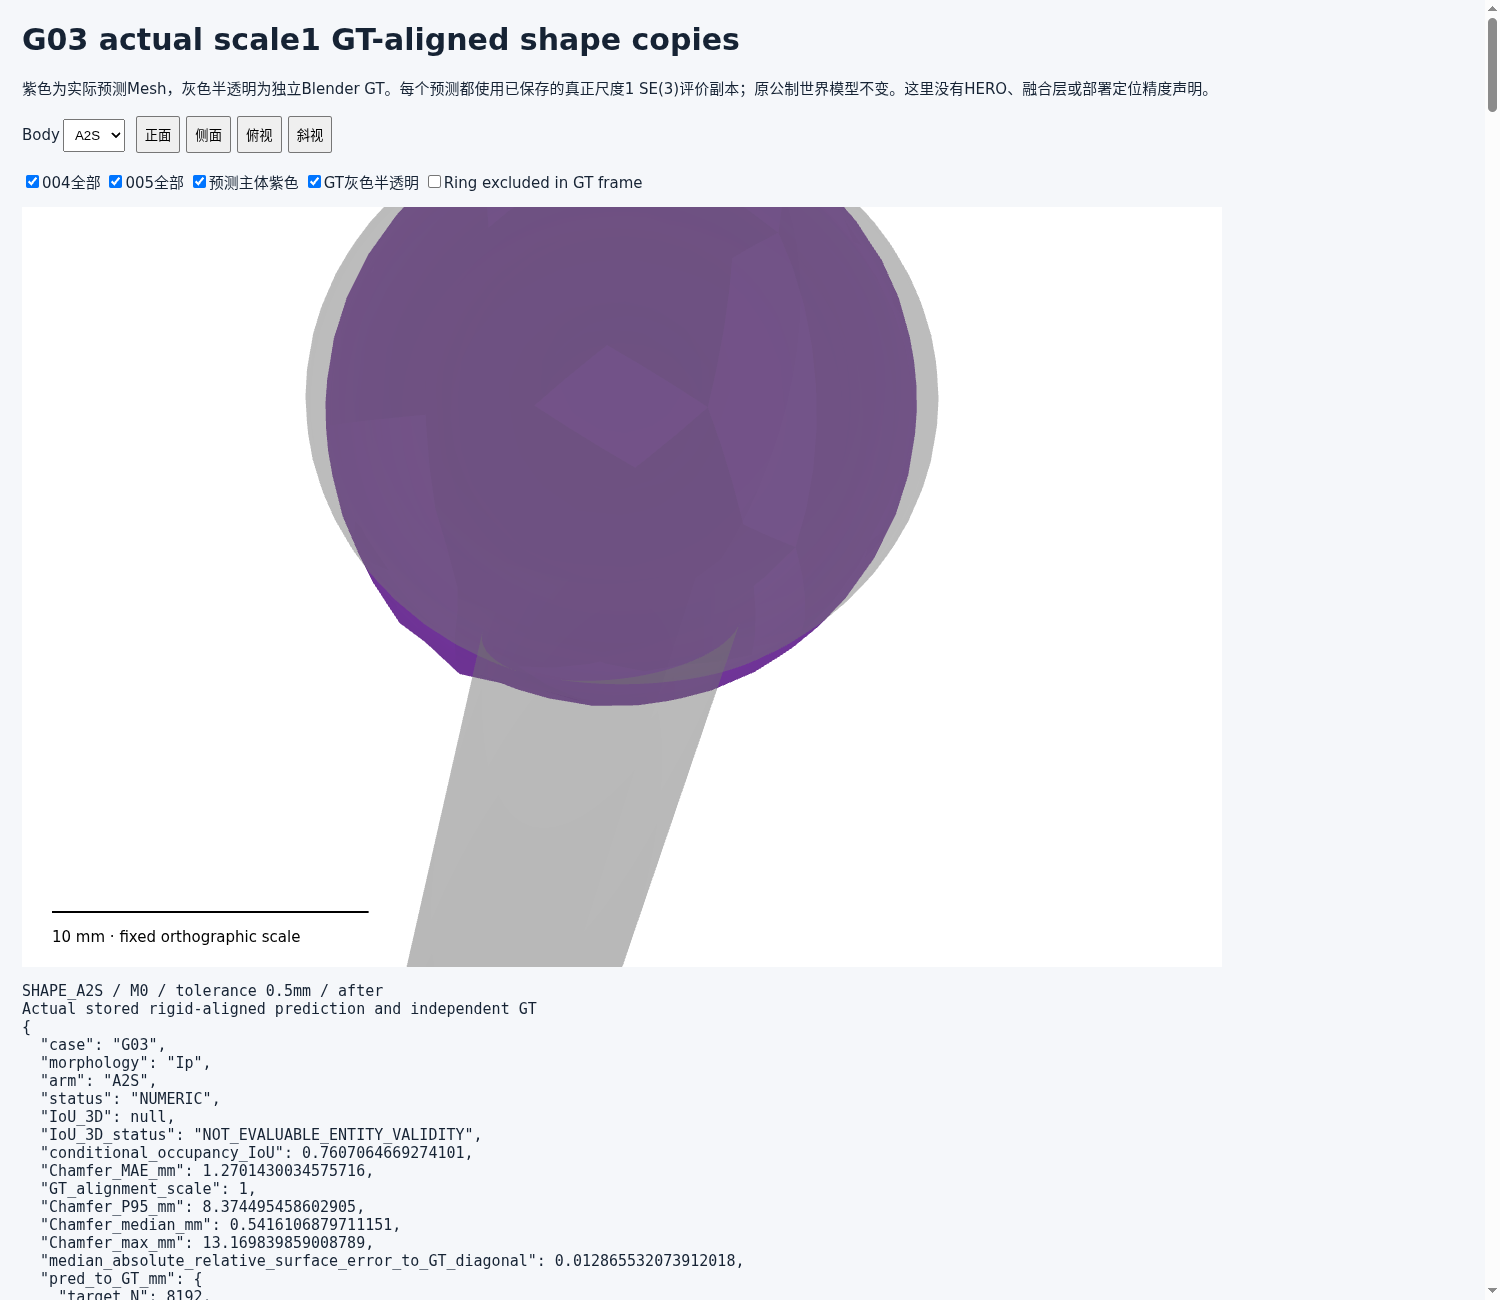 G03 actual scale1 GT-aligned shape copies
紫色为实际预测Mesh，灰色半透明为独立Blender GT。每个预测都使用已保存的真正尺度1 SE(3)评价副本；原公制世界模型不变。这里没有HERO、融合层或部署定位精度声明。
Body A2S 正面 侧面 俯视 斜视
004全部 005全部 预测主体紫色 GT灰色半透明 Ring excluded in GT frame
10 mm · fixed orthographic scale
SHAPE_A2S / M0 / tolerance 0.5mm / after
Actual stored rigid-aligned prediction and independent GT
{
"case": "G03",
"morphology": "Ip",
"arm": "A2S",
"status": "NUMERIC",
"IoU_3D": null,
"IoU_3D_status": "NOT_EVALUABLE_ENTITY_VALIDITY",
"conditional_occupancy_IoU": 0.7607064669274101,
"Chamfer_MAE_mm": 1.2701430034575716,
"GT_alignment_scale": 1,
"Chamfer_P95_mm": 8.374495458602905,
"Chamfer_median_mm": 0.5416106879711151,
"Chamfer_max_mm": 13.169839859008789,
"median_absolute_relative_surface_error_to_GT_diagonal": 0.012865532073912018,
"pred_to_GT_mm": {
"target_N": 8192,